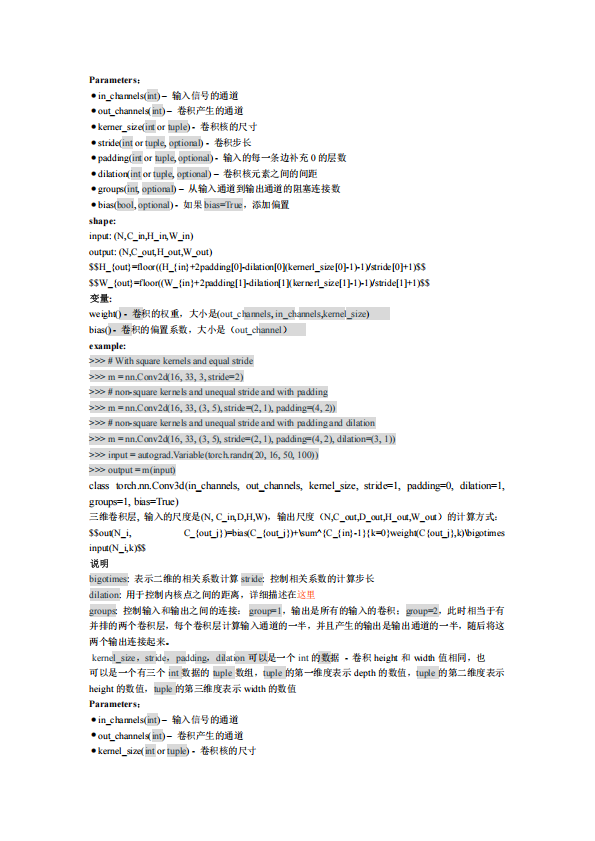 Parameters：
●in_channels(int) – 输入信号的通道
●out_channels(int) – 卷积产生的通道
●kerner_size(int or tuple) - 卷积核的尺寸
●stride(int or tuple, optional) - 卷积步长
●padding(int or tuple, optional) - 输入的每一条边补充 0 的层数
●dilation(int or tuple, optional) – 卷积核元素之间的间距
●groups(int, optional) – 从输入通道到输出通道的阻塞连接数
●bias(bool, optional) - 如果 bias=True，添加偏置
shape:
input: (N,C_in,H_in,W_in)
output: (N,C_out,H_out,W_out)
$$H_{out}=floor((H_{in}+2padding[0]-dilation[0](kernerl_size[0]-1)-1)/stride[0]+1)$$
$$W_{out}=floor((W_{in}+2padding[1]-dilation[1](kernerl_size[1]-1)-1)/stride[1]+1)$$
变量:
weight() - 卷积的权重，大小是(out_channels, in_channels,kernel_size)
bias() - 卷积的偏置系数，大小是（out_channel）
example:
>>> # With square kernels and equal stride
>>> m = nn.Conv2d(16, 33, 3, stride=2)
>>> # non-square kernels and unequal stride and with padding
>>> m = nn.Conv2d(16, 33, (3, 5), stride=(2, 1), padding=(4, 2))
>>> # non-square kernels and unequal stride and with padding and dilation
>>> m = nn.Conv2d(16, 33, (3, 5), stride=(2, 1), padding=(4, 2), dilation=(3, 1))
>>> input = autograd.Variable(torch.randn(20, 16, 50, 100))
>>> output = m(input)
class torch.nn.Conv3d(in_channels, out_channels, kernel_size, stride=1, padding=0, dilation=1,
groups=1, bias=True)
三维卷积层, 输入的尺度是(N, C_in,D,H,W)，输出尺度（N,C_out,D_out,H_out,W_out）的计算方式：
$$out(N_i, C_{out_j})=bias(C_{out_j})+\sum^{C_{in}-1}{k=0}weight(C{out_j},k)\bigotimes
input(N_i,k)$$
说明
bigotimes: 表示二维的相关系数计算 stride: 控制相关系数的计算步长
dilation: 用于控制内核点之间的距离，详细描述在这里
groups: 控制输入和输出之间的连接： group=1，输出是所有的输入的卷积；group=2，此时相当于有
并排的两个卷积层，每个卷积层计算输入通道的一半，并且产生的输出是输出通道的一半，随后将这
两个输出连接起来。
kernel_size，stride，padding，dilation 可以是一个 int 的数据 - 卷积 height 和 width 值相同，也
可以是一个有三个 int 数据的 tuple 数组，tuple 的第一维度表示 depth 的数值，tuple 的第二维度表示
height 的数值，tuple 的第三维度表示 width 的数值
Parameters：
●in_channels(int) – 输入信号的通道
●out_channels(int) – 卷积产生的通道
●kernel_size(int or tuple) - 卷积核的尺寸